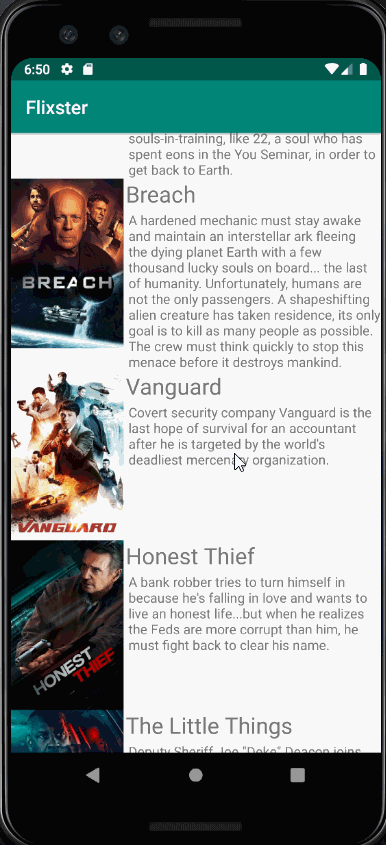 6:50
Flixster
souls-in-training, like 22, a soul who has
spent eons in the You Seminar, in order to
get back to Earth.
BREACH
Breach
A hardened mechanic must stay awake
and maintain an interstellar ark fleeing
the dying planet Earth with a few
thousand lucky souls on board... the last
of humanity. Unfortunately, humans are
not the only passengers. A shapeshifting
alien creature has taken residence, its only
goal is to kill as many people as possible.
The crew must think quickly to stop this
menace before it destroys mankind.
VANGUARD
Vanguard
Covert security company Vanguard is the
last hope of survival for an accountant
after he is targeted by the world's
deadliest mercenary organization.
HONEST
THIEF
Honest Thief
A bank robber tries to turn himself in
because he's falling in love and wants to
live an honest life...but when he realizes
the Feds are more corrupt than him, he
must fight back to clear his name.
The Little Things
Deputy Sheriff Joe "Deke" Deacon joins